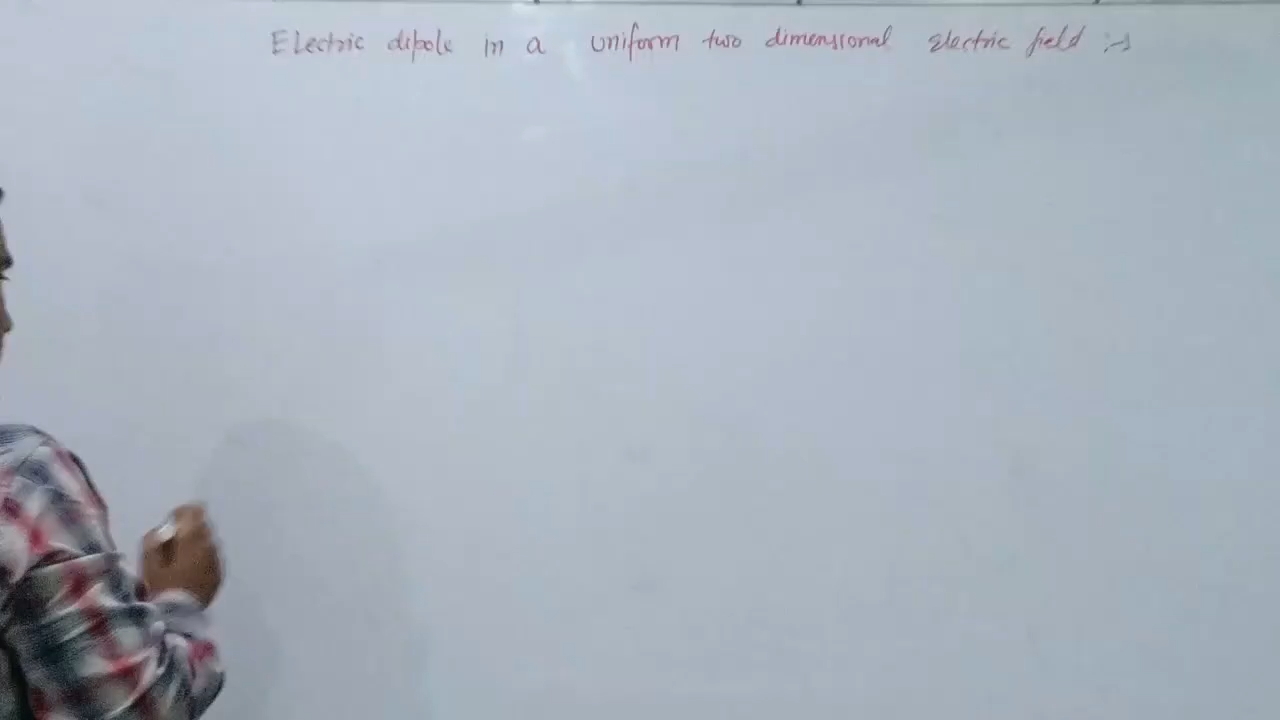 Electric dipole in a uniform two dimensional electric field :-